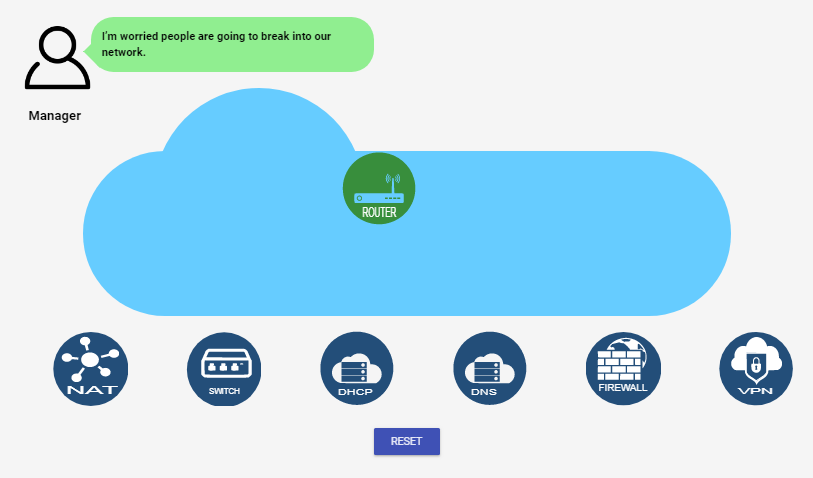 I'm worried people are going to break into our
network.
Manager
ROUTER
NAT
SWITCH
DHCP
DNS
FIREWALL
VPN
RESET